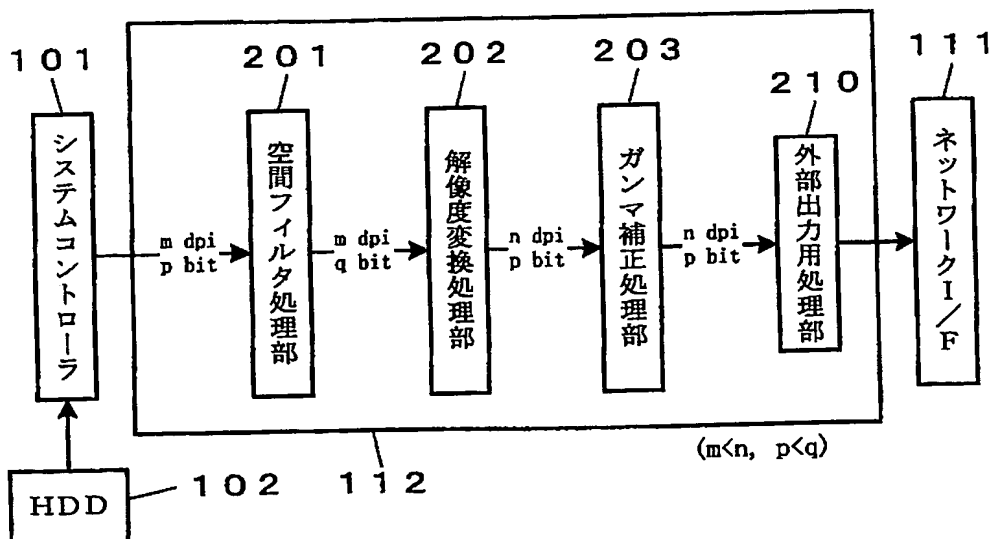 101
201
202
203
210
111
システムコントローラ
m dpi
p bit
空間フィルタ処理部
m dpi
q bit
解像度変換処理部
n dpi
p bit
ガンマ補正処理部
n dpi
p bit
外部出力用処理部
ネットワークI/F
(m<n, p<q)
HDD
102
112